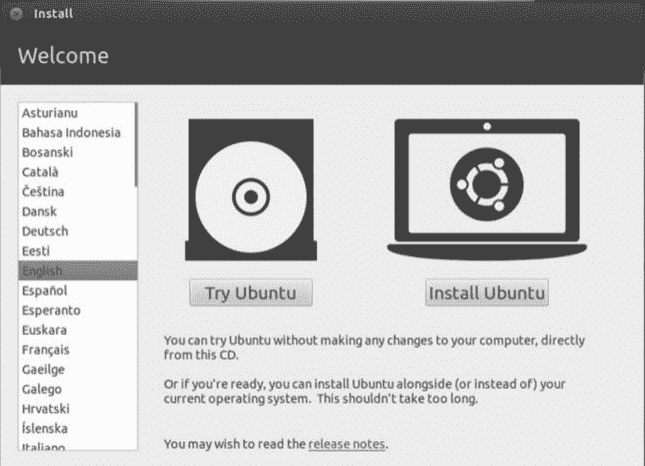 Install
Welcome
Asturianu
Bahasa Indonesia
Bosanski
Català
Čeština
Dansk
Deutsch
Eesti
English
Español
Esperanto
Euskara
Français
Gaeilge
Galego
Hrvatski
Íslenska
Italiano
Try Ubuntu
Install Ubuntu
You can try Ubuntu without making any changes to your computer, directly
from this CD.
Or if you're ready, you can install Ubuntu alongside (or instead of) your
current operating system. This shouldn't take too long.
You may wish to read the release notes.